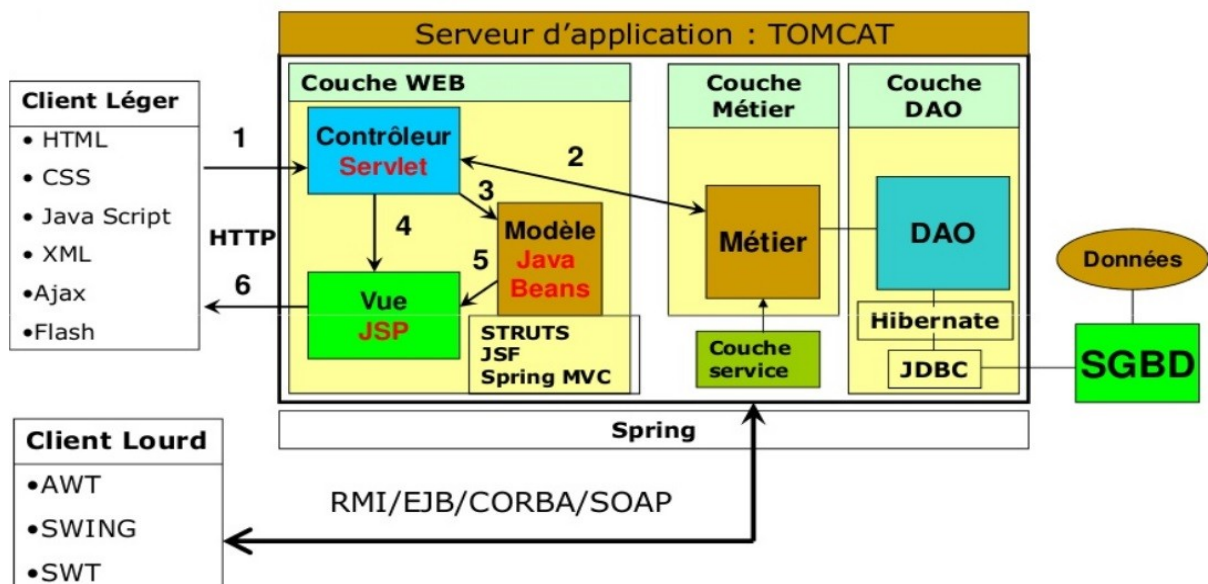 Serveur d'application : TOMCAT
Client Léger
• HTML
• CSS
• Java Script
• XML
•Ajax
•Flash
1
HTTP
6
Couche WEB
Contrôleur
Servlet
2
3
4
5
Modèle
Java
Beans
Vue
JSP
STRUTS
JSF
Spring MVC
Couche
Métier
Métier
Couche
service
Couche
DAO
DAO
Hibernate
JDBC
Données
SGBD
Spring
Client Lourd
•AWT
•SWING
•SWT
RMI/EJB/CORBA/SOAP